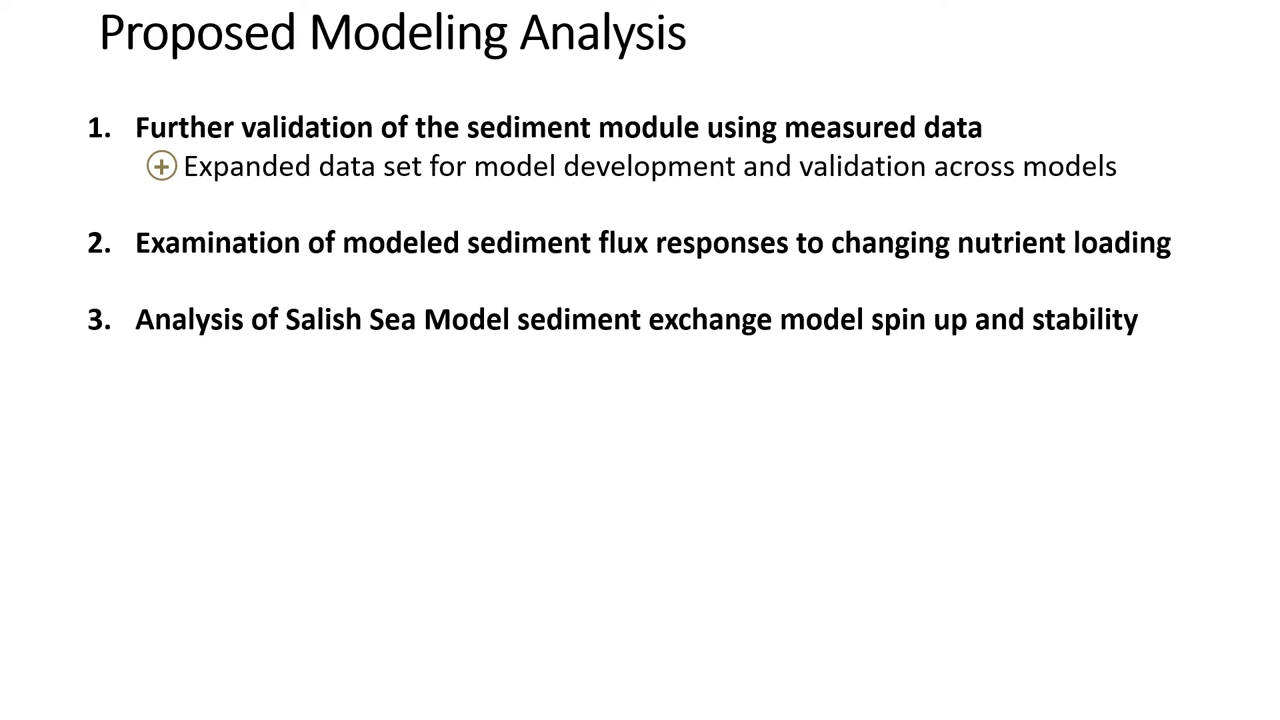 Proposed Modeling Analysis
1. Further validation of the sediment module using measured data
Expanded data set for model development and validation across models
2. Examination of modeled sediment flux responses to changing nutrient loading
3. Analysis of Salish Sea Model sediment exchange model spin up and stability